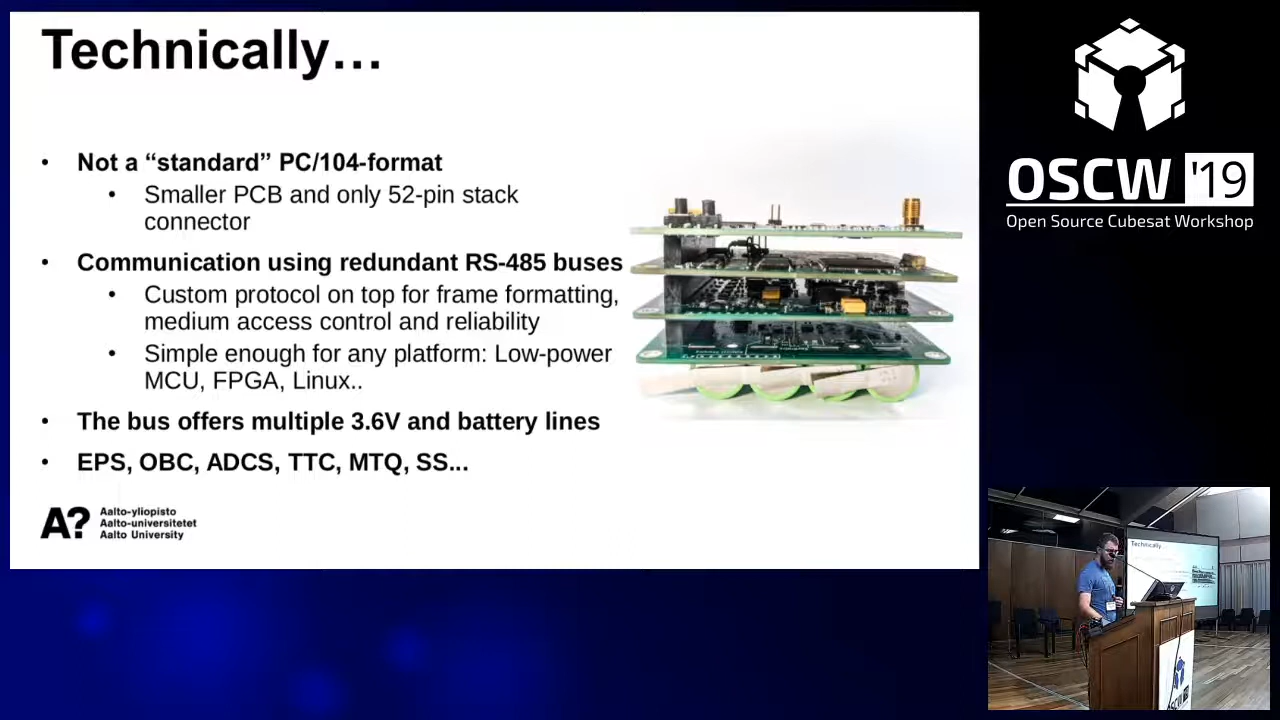 Technically…
• Not a “standard” PC/104-format
• Smaller PCB and only 52-pin stack
connector
• Communication using redundant RS-485 buses
• Custom protocol on top for frame formatting,
medium access control and reliability
• Simple enough for any platform: Low-power
MCU, FPGA, Linux..
• The bus offers multiple 3.6V and battery lines
• EPS, OBC, ADCS, TTC, MTQ, SS...
A?
Aalto-yliopisto
Aalto-universitetet
Aalto University
OSCW '19
Open Source Cubesat Workshop
Technically…
OSCW